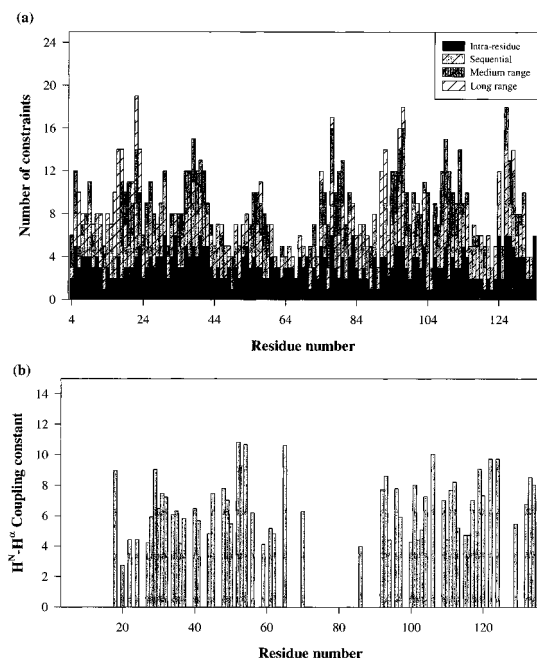 (a)
24
20
16
12
8
4
0
Number of constraints
Intra-residue
Sequential
Medium range
Long range
4 24 44 64 84 104 124
Residue number
(b)
14
12
10
8
6
4
2
0
H^N-H^α Coupling constant
20 40 60 80 100 120
Residue number